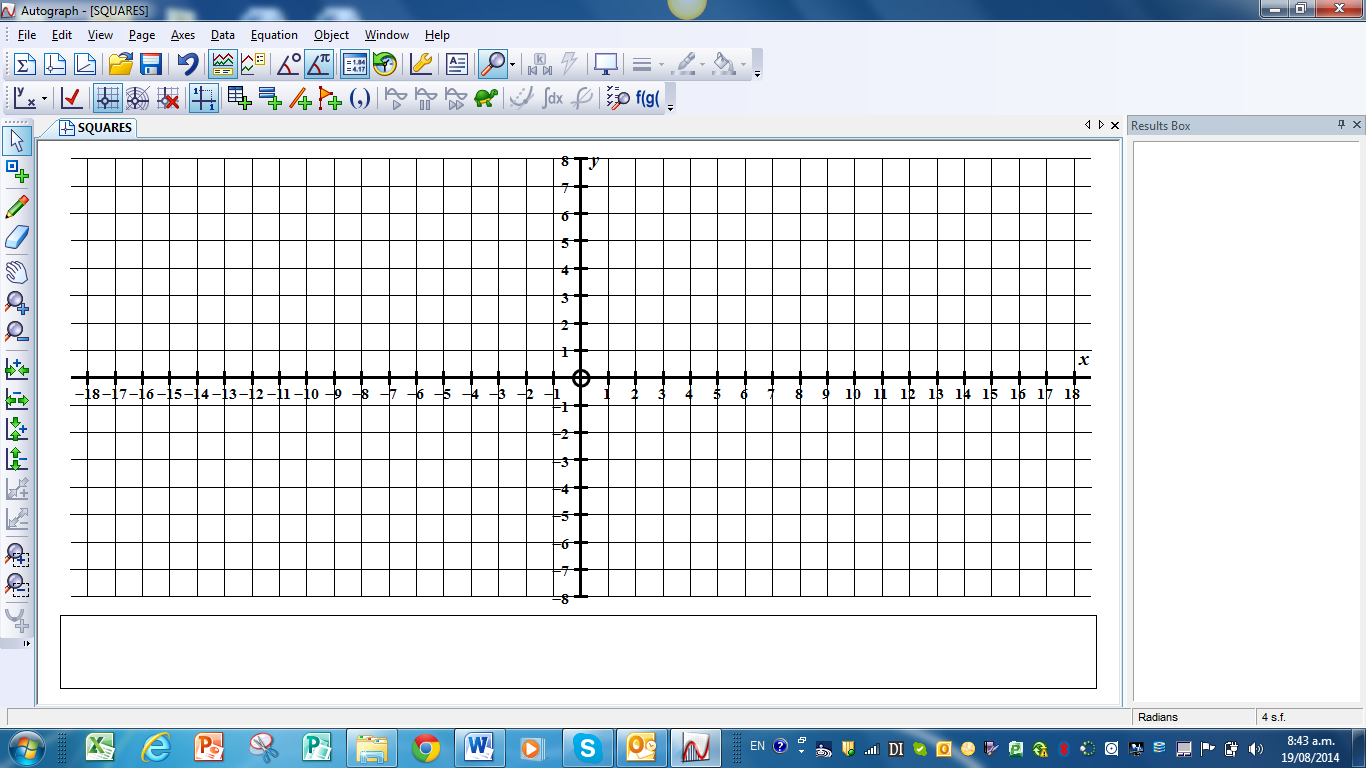 Autograph - [SQUARES]
File Edit View Page Axes Data Equation Object Window Help
SQUARES
Results Box
y
8
7
6
5
4
3
2
1
x
−18 −17 −16 −15 −14 −13 −12 −11 −10 −9 −8 −7 −6 −5 −4 −3 −2 −1 1 2 3 4 5 6 7 8 9 10 11 12 13 14 15 16 17 18
−1
−2
−3
−4
−5
−6
−7
−8
Radians 4 s.f.
EN
DI
8:43 a.m.
19/08/2014